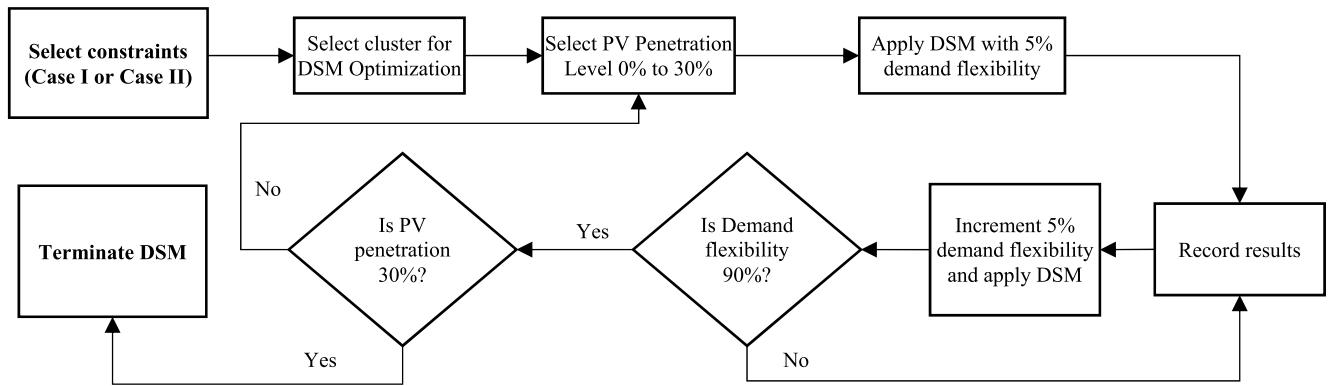 Select constraints
(Case I or Case II)
Select cluster for
DSM Optimization
Select PV Penetration
Level 0% to 30%
Apply DSM with 5%
demand flexibility
No
Terminate DSM
Is PV
penetration
30%?
Yes
Is Demand
flexibility
90%?
Increment 5%
demand flexibility
and apply DSM
Record results
Yes
No